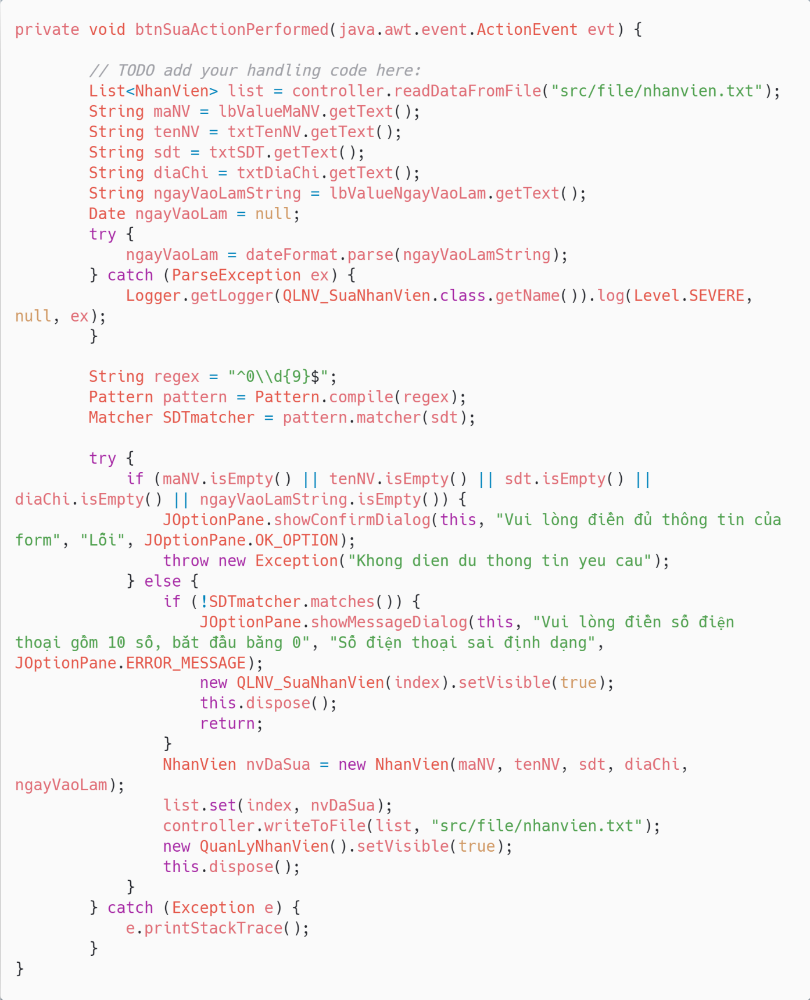 private void btnSuaActionPerformed(java.awt.event.ActionEvent evt) {
// TODO add your handling code here:
List<NhanVien> list = controller.readDataFromFile("src/file/nhanvien.txt");
String maNV = lbValueMaNV.getText();
String tenNV = txtTenNV.getText();
String sdt = txtSDT.getText();
String diaChi = txtDiaChi.getText();
String ngayVaoLamString = lbValueNgayVaoLam.getText();
Date ngayVaoLam = null;
try {
ngayVaoLam = dateFormat.parse(ngayVaoLamString);
} catch (ParseException ex) {
Logger.getLogger(QLNV_SuaNhanVien.class.getName()).log(Level.SEVERE,
null, ex);
}
String regex = "^0\\d{9}$";
Pattern pattern = Pattern.compile(regex);
Matcher SDTmatcher = pattern.matcher(sdt);
try {
if (maNV.isEmpty() || tenNV.isEmpty() || sdt.isEmpty() ||
diaChi.isEmpty() || ngayVaoLamString.isEmpty()) {
JOptionPane.showConfirmDialog(this, "Vui lòng điền đủ thông tin của
form", "Lỗi", JOptionPane.OK_OPTION);
throw new Exception("Khong dien du thong tin yeu cau");
} else {
if (!SDTmatcher.matches()) {
JOptionPane.showMessageDialog(this, "Vui lòng điền số điện
thoại gồm 10 số, bắt đầu bằng 0", "Số điện thoại sai định dạng",
JOptionPane.ERROR_MESSAGE);
new QLNV_SuaNhanVien(index).setVisible(true);
this.dispose();
return;
}
NhanVien nvDaSua = new NhanVien(maNV, tenNV, sdt, diaChi,
ngayVaoLam);
list.set(index, nvDaSua);
controller.writeToFile(list, "src/file/nhanvien.txt");
new QuanLyNhanVien().setVisible(true);
this.dispose();
}
} catch (Exception e) {
e.printStackTrace();
}
}